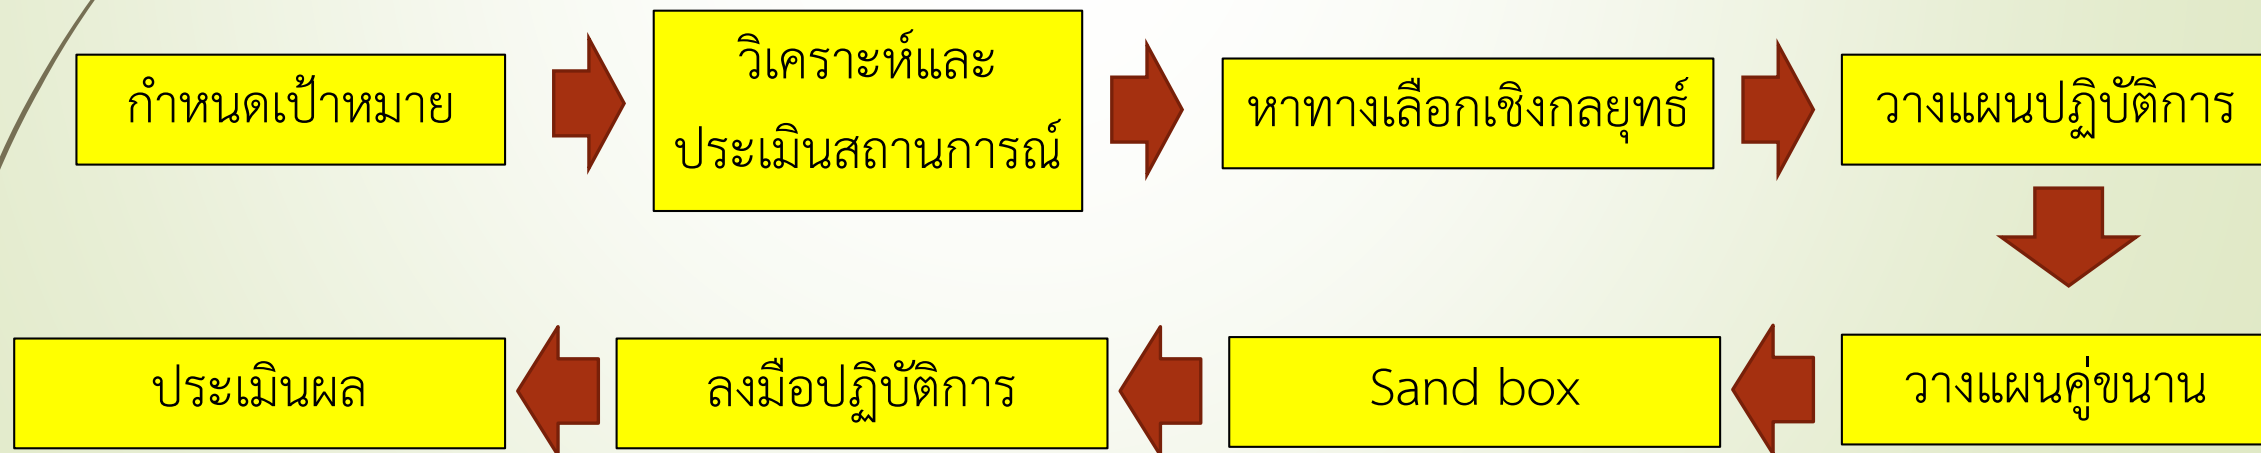 กำหนดเป้าหมาย
วิเคราะห์และ
ประเมินสถานการณ์
หาทางเลือกเชิงกลยุทธ์
วางแผนปฏิบัติการ
วางแผนคู่ขนาน
Sand box
ลงมือปฏิบัติการ
ประเมินผล